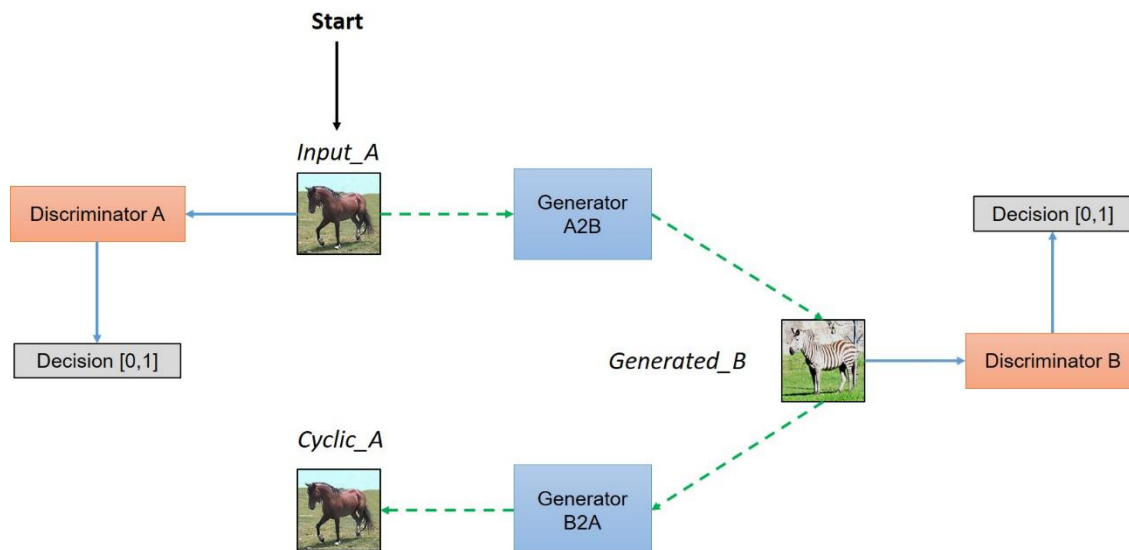 Start
Input_A
Discriminator A
Generator
A2B
Decision [0,1]
Decision [0,1]
Generated_B
Discriminator B
Cyclic_A
Generator
B2A